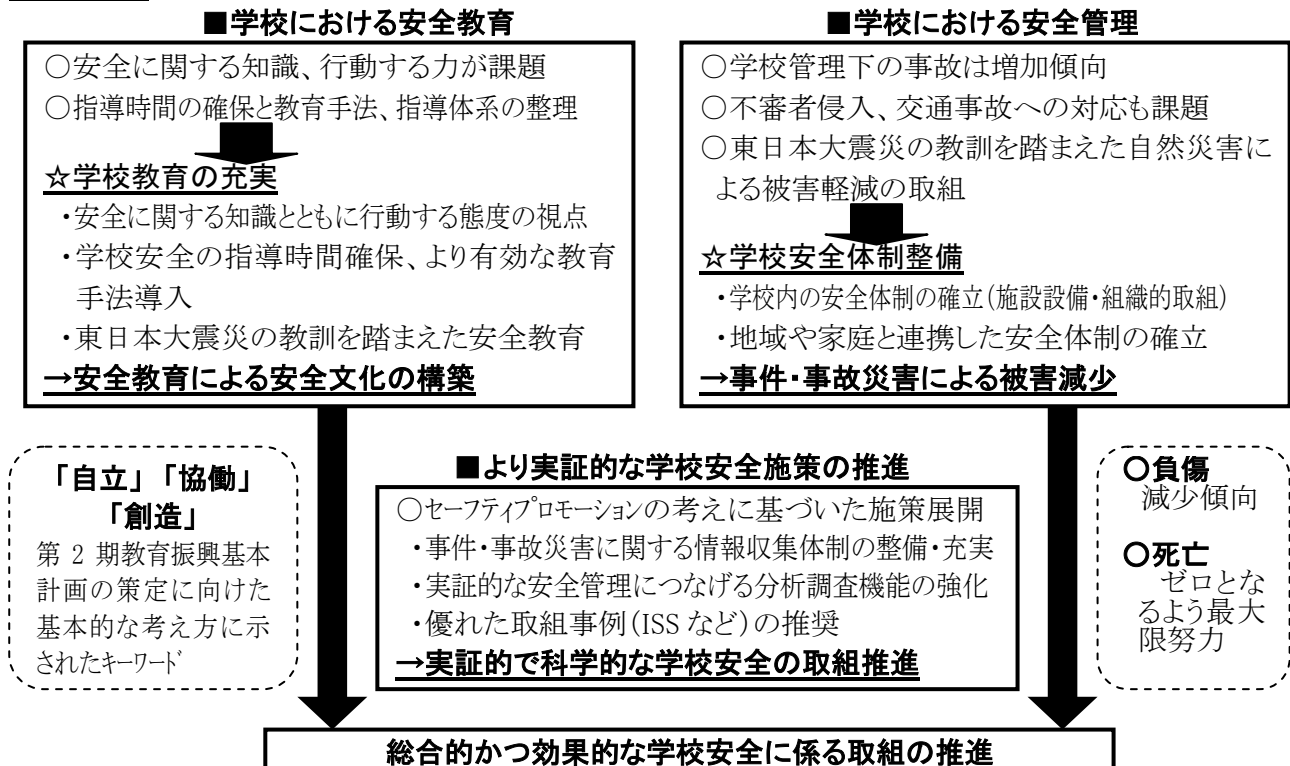 ■学校における安全教育
○安全に関する知識、行動する力が課題
○指導時間の確保と教育手法、指導体系の整理
☆学校教育の充実
・安全に関する知識とともに行動する態度の視点
・学校安全の指導時間確保、より有効な教育
手法導入
・東日本大震災の教訓を踏まえた安全教育
→安全教育による安全文化の構築
■学校における安全管理
○学校管理下の事故は増加傾向
○不審者侵入、交通事故への対応も課題
○東日本大震災の教訓を踏まえた自然災害に
よる被害軽減の取組
☆学校安全体制整備
・学校内の安全体制の確立(施設設備・組織的取組)
・地域や家庭と連携した安全体制の確立
→事件・事故災害による被害減少
「自立」「協働」
「創造」
第 2 期教育振興基本
計画の策定に向けた
基本的な考え方に示
されたキーワード
■より実証的な学校安全施策の推進
○セーフティプロモーションの考えに基づいた施策展開
・事件・事故災害に関する情報収集体制の整備・充実
・実証的な安全管理につなげる分析調査機能の強化
・優れた取組事例(ISS など)の推奨
→実証的で科学的な学校安全の取組推進
○負傷
減少傾向
○死亡
ゼロとな
るよう最大
限努力
総合的かつ効果的な学校安全に係る取組の推進